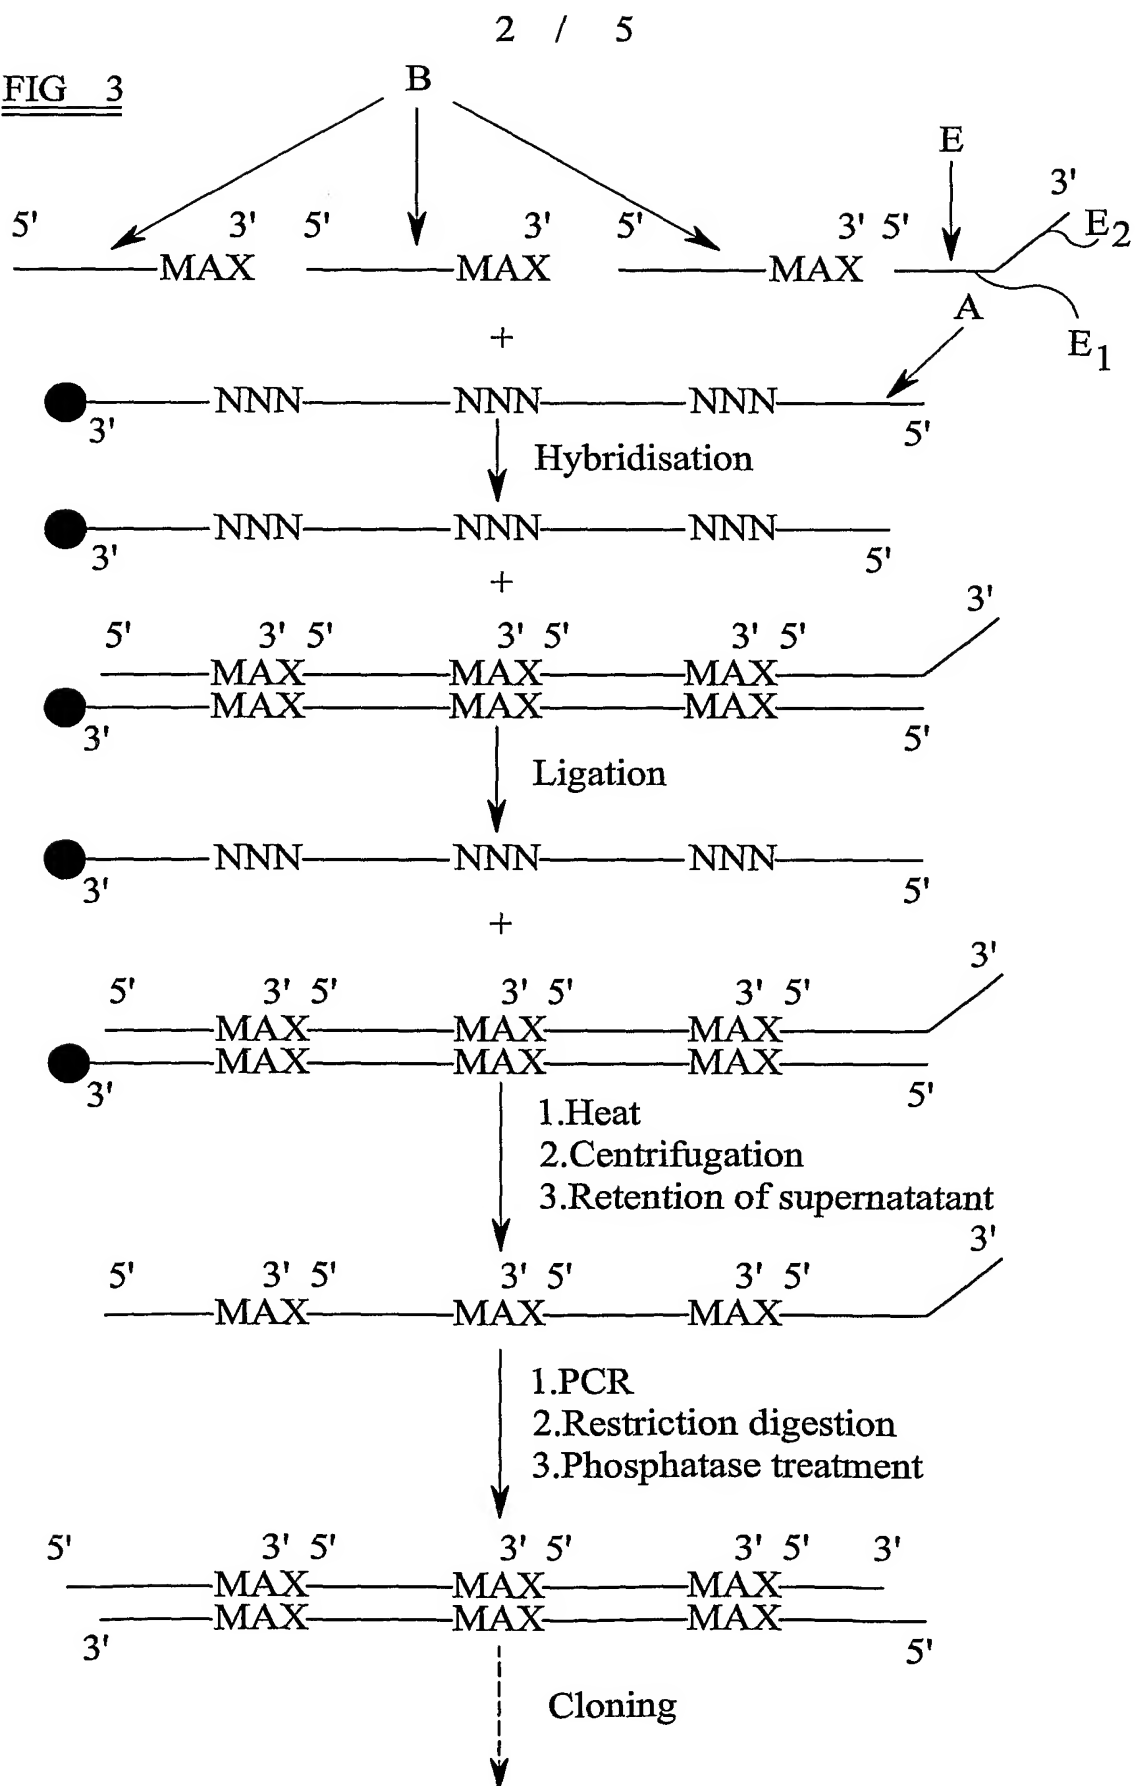 2 / 5
FIG 3
B
E
3'
5' 3' 5' 3' 5' 3' 5' E2
MAX MAX MAX
A
+ E1
NNN NNN NNN
3' 5'
Hybridisation
NNN NNN NNN
3' 5'
+
3'
5' 3' 5' 3' 5' 3' 5'
MAX MAX MAX
MAX MAX MAX
3' 5'
Ligation
NNN NNN NNN
3' 5'
+
3'
5' 3' 5' 3' 5' 3' 5'
MAX MAX MAX
MAX MAX MAX
3' 5'
1.Heat
2.Centrifugation
3.Retention of supernatatant
3'
5' 3' 5' 3' 5' 3' 5'
MAX MAX MAX
1.PCR
2.Restriction digestion
3.Phosphatase treatment
5' 3' 5' 3' 5' 3' 5' 3'
MAX MAX MAX
MAX MAX MAX
3' 5'
Cloning